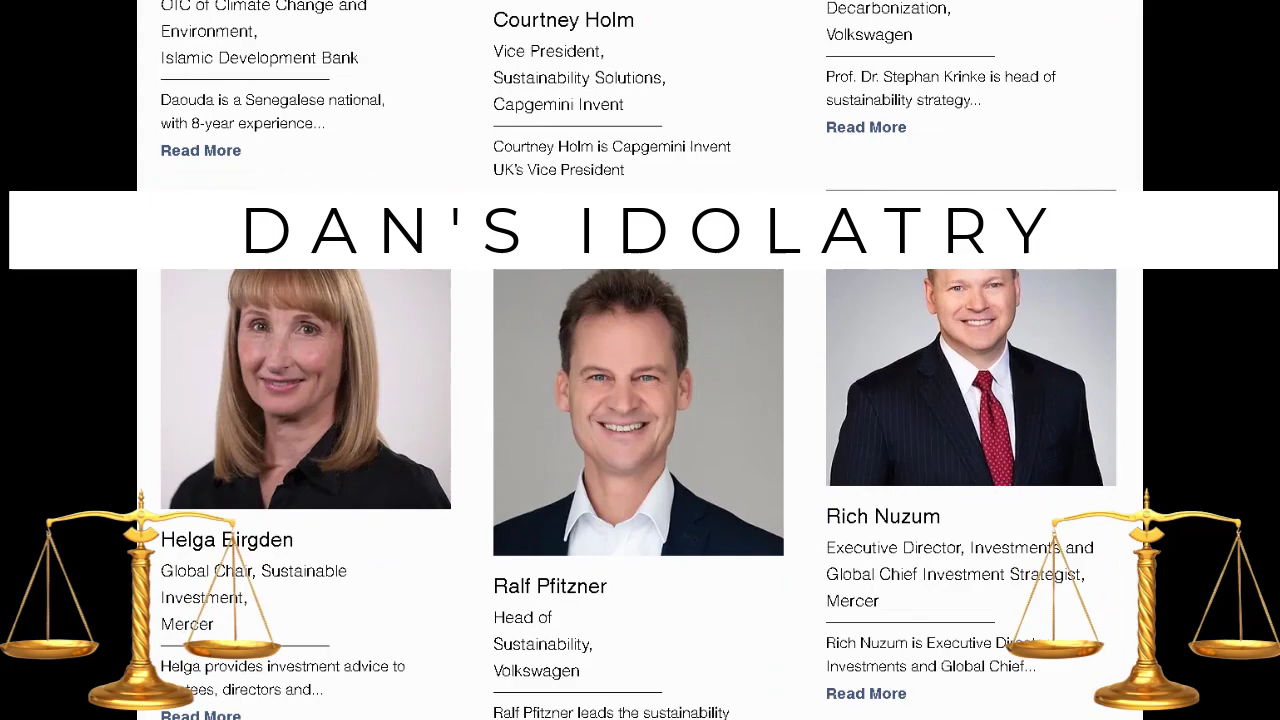 OIC of Climate Change and
Environment,
Islamic Development Bank
Daouda is a Senegalese national,
with 8-year experience...
Read More
Courtney Holm
Vice President,
Sustainability Solutions,
Capgemini Invent
Courtney Holm is Capgemini Invent
UK's Vice President
Decarbonization,
Volkswagen
Prof. Dr. Stephan Krinke is head of
sustainability strategy...
Read More
DAN'S IDOLATRY
Helga Birgden
Global Chair, Sustainable
Investment,
Mercer
Helga provides investment advice to
directors and...
Read More
Ralf Pfitzner
Head of
Sustainability,
Volkswagen
Ralf Pfitzner leads the sustainability
Rich Nuzum
Executive Director, Investments and
Global Chief Investment Strategist,
Mercer
Rich Nuzum is Executive
Investments and Global Chief...
Read More